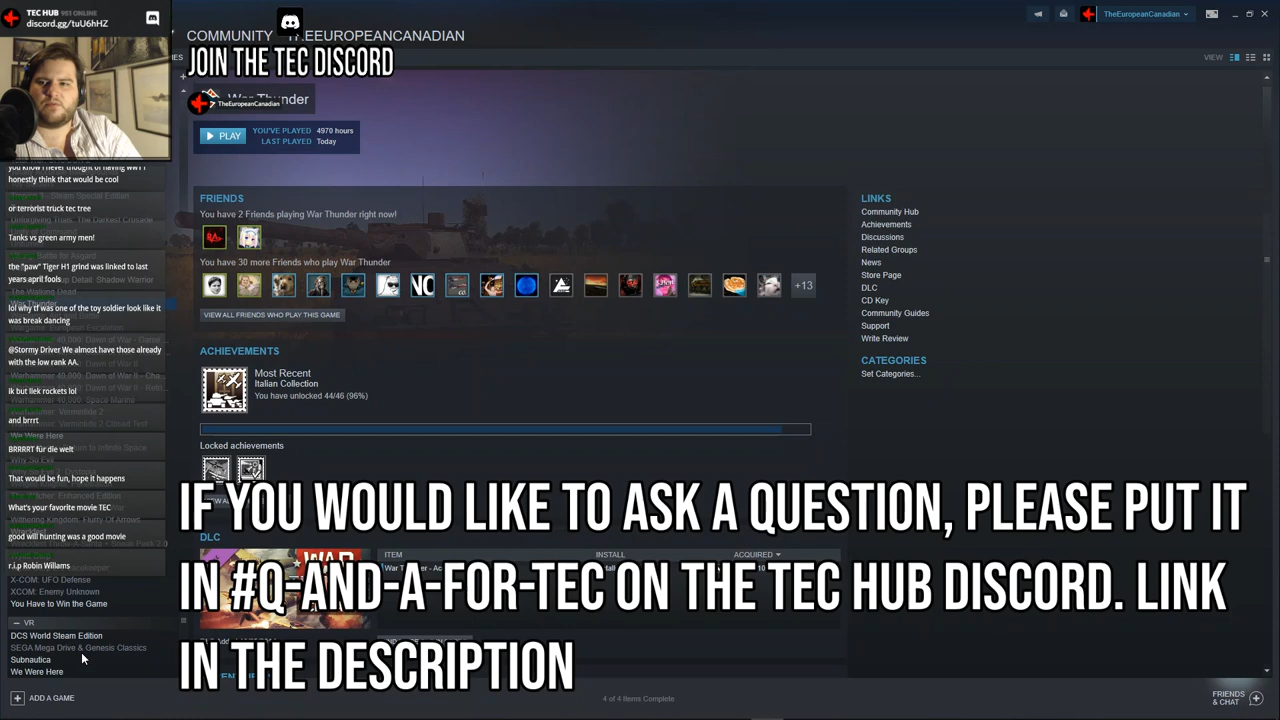 TEC HUB 951 ONLINE
discord.gg/tuU6hHZ
COMMUNITY
TheEuropeanCanadian
JOIN THE TEC DISCORD
VIEW
War Thunder
TheEuropeanCanadian
PLAY
YOU'VE PLAYED 4970 hours
LAST PLAYED Today
FRIENDS
You have 2 Friends playing War Thunder right now!
You have 30 more Friends who play War Thunder
+13
VIEW ALL FRIENDS WHO PLAY THIS GAME
ACHIEVEMENTS
Most Recent
Italian Collection
You have unlocked 44/46 (96%)
Locked achievements
DLC
ITEM INSTALL ACQUIRED
LINKS
Community Hub
Achievements
Discussions
Related Groups
News
Store Page
DLC
CD Key
Community Guides
Support
Write Review
CATEGORIES
Set Categories...
honestly think that would be cool
or terrorist truck tec tree
Tanks vs green army men!
the "paw" Tiger H1 grind was linked to last
years april fools
lol why tf was one of the toy soldier look like it
was break dancing
@Stormy Driver We almost have those already
with the low rank AA.
Ik but liek rockets lol
and brrrt
We Were Here
BRRRRT für die welt
That would be fun, hope it happens
What's your favorite movie TEC
good will hunting was a good movie
r.i.p Robin Wiliams
X-COM: UFO Defense
XCOM: Enemy Unknown
You Have to Win the Game
VR
DCS World Steam Edition
SEGA Mega Drive & Genesis Classics
Subnautica
We Were Here
ADD A GAME
IF YOU WOULD LIKE TO ASK A QUESTION, PLEASE PUT IT
IN #Q-AND-A-FOR-TEC ON THE TEC HUB DISCORD. LINK
IN THE DESCRIPTION
4 of 4 Items Complete
FRIENDS
& CHAT